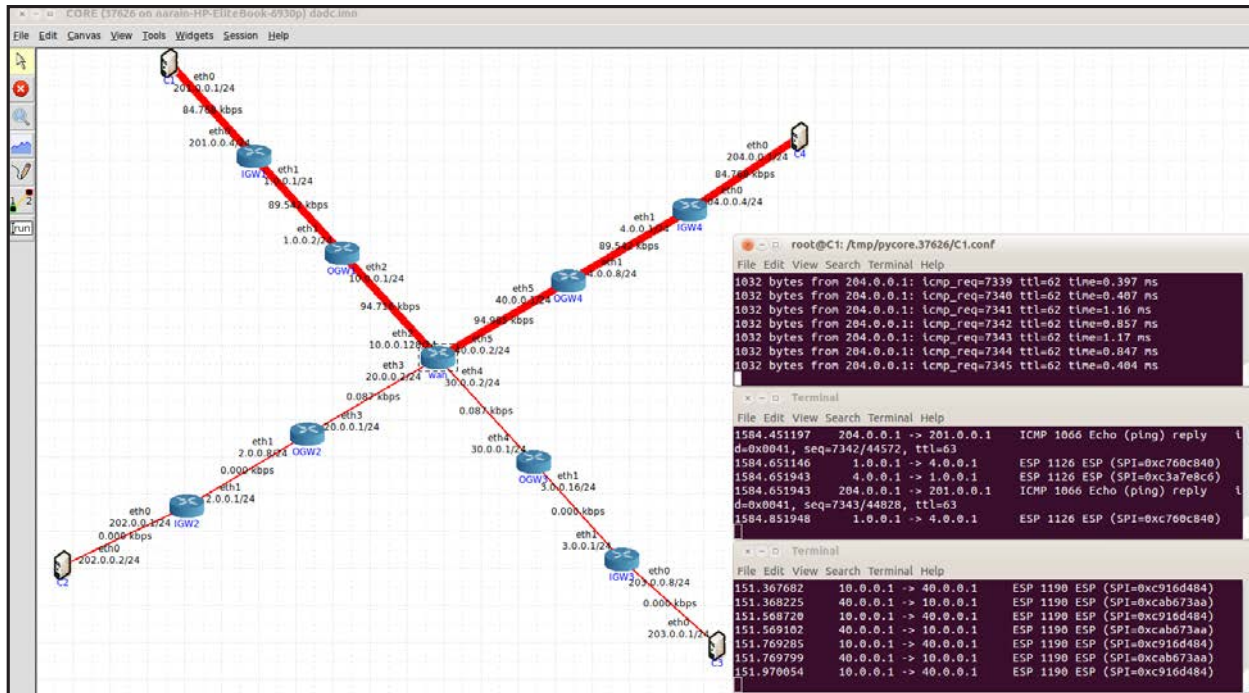 CORE (37626 on narain-HP-EliteBook-6930p) dadc.imn
File Edit Canvas View Tools Widgets Session Help
run
C1
eth0
201.0.0.1/24
84.768 kbps
eth0
201.0.0.4/24
eth1
1.0.0.1/24
89.542 kbps
eth1
1.0.0.2/24
OGW1
eth2
10.0.0.1/24
eth2
wan
eth5
40.0.0.2/24
eth3
20.0.0.2/24
eth4
30.0.0.2/24
eth5
40.0.0.1/24
OGW4
eth1
4.0.0.8/24
89.542 kbps
eth1
4.0.0.1/24
IGW4
eth0
84.768 kbps
eth0
C4
0.087 kbps
eth3
20.0.0.1/24
OGW2
eth1
2.0.0.8/24
0.000 kbps
eth1
2.0.0.1/24
IGW2
eth0
202.0.0.1/24
0.000 kbps
eth0
202.0.0.2/24
C2
0.087 kbps
eth4
30.0.0.1/24
OGW3
eth1
3.0.0.16/24
0.000 kbps
eth1
3.0.0.1/24
IGW3
eth0
203.0.0.8/24
0.000 kbps
eth0
203.0.0.1/24
C3
root@C1: /tmp/pycore.37626/C1.conf
File Edit View Search Terminal Help
1032 bytes from 204.0.0.1: icmp_req=7339 ttl=62 time=0.397 ms
1032 bytes from 204.0.0.1: icmp_req=7340 ttl=62 time=0.407 ms
1032 bytes from 204.0.0.1: icmp_req=7341 ttl=62 time=1.16 ms
1032 bytes from 204.0.0.1: icmp_req=7342 ttl=62 time=0.857 ms
1032 bytes from 204.0.0.1: icmp_req=7343 ttl=62 time=1.17 ms
1032 bytes from 204.0.0.1: icmp_req=7344 ttl=62 time=0.847 ms
1032 bytes from 204.0.0.1: icmp_req=7345 ttl=62 time=0.404 ms
Terminal
File Edit View Search Terminal Help
1584.451197 204.0.0.1 -> 201.0.0.1 ICMP 1066 Echo (ping) reply i
d=0x0041, seq=7342/44572, ttl=63
1584.651146 1.0.0.1 -> 4.0.0.1 ESP 1126 ESP (SPI=0xc760c840)
1584.651943 4.0.0.1 -> 1.0.0.1 ESP 1126 ESP (SPI=0xc3a7e8c6)
1584.651943 204.0.0.1 -> 201.0.0.1 ICMP 1066 Echo (ping) reply i
d=0x0041, seq=7343/44828, ttl=63
1584.851948 1.0.0.1 -> 4.0.0.1 ESP 1126 ESP (SPI=0xc760c840)
Terminal
File Edit View Search Terminal Help
151.367682 10.0.0.1 -> 40.0.0.1 ESP 1190 ESP (SPI=0xc916d484)
151.368225 40.0.0.1 -> 10.0.0.1 ESP 1190 ESP (SPI=0xcab673aa)
151.568720 10.0.0.1 -> 40.0.0.1 ESP 1190 ESP (SPI=0xc916d484)
151.569102 40.0.0.1 -> 10.0.0.1 ESP 1190 ESP (SPI=0xcab673aa)
151.769285 10.0.0.1 -> 40.0.0.1 ESP 1190 ESP (SPI=0xc916d484)
151.769799 40.0.0.1 -> 10.0.0.1 ESP 1190 ESP (SPI=0xcab673aa)
151.970054 10.0.0.1 -> 40.0.0.1 ESP 1190 ESP (SPI=0xc916d484)